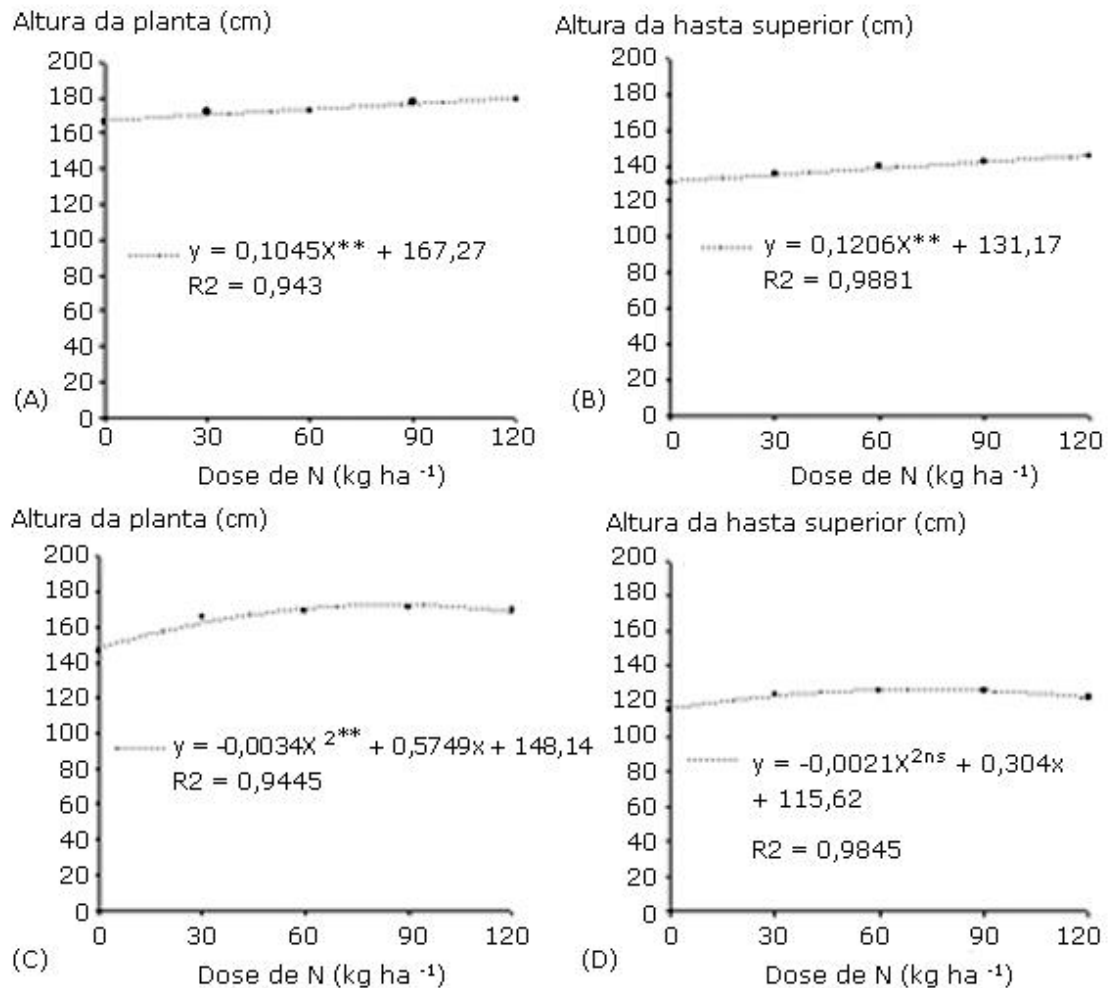 Altura da planta (cm)
200
180
160
140
120
100
80
60
40
20
0
y = 0,1045X** + 167,27
R2 = 0,943
(A)
0 30 60 90 120
Dose de N (kg ha -1)
Altura da hasta superior (cm)
200
180
160
140
120
100
80
60
40
20
0
y = 0,1206X** + 131,17
R2 = 0,9881
(B)
0 30 60 90 120
Dose de N (kg ha -1)
Altura da planta (cm)
200
180
160
140
120
100
80
60
40
20
0
y = -0,0034X 2** + 0,5749x + 148,14
R2 = 0,9445
(C)
0 30 60 90 120
Dose de N (kg ha -1)
Altura da hasta superior (cm)
200
180
160
140
120
100
80
60
40
20
0
y = -0,0021X2ns + 0,304x
+ 115,62
R2 = 0,9845
(D)
0 30 60 90 120
Dose de N (kg ha -1)